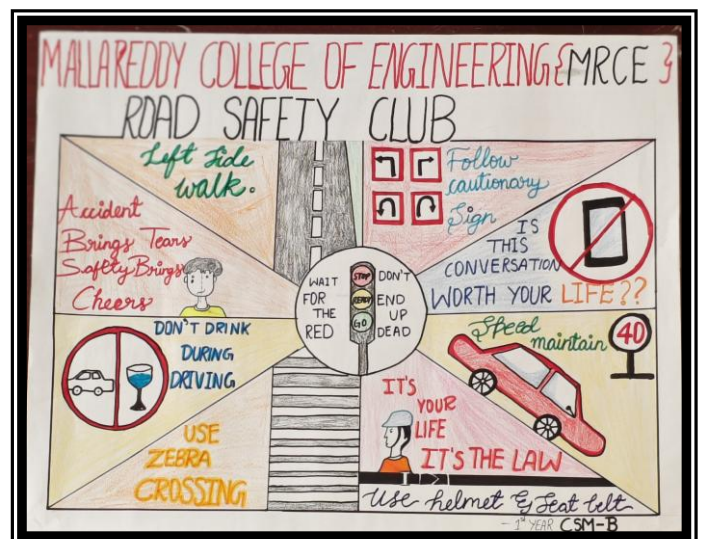 MALLAREDDY COLLEGE OF ENGINEERING {MRCE}
ROAD SAFETY CLUB
Left Side
walk.
Follow
cautionary
Sign
Accident
Brings Tears
Safety Brings
Cheers
IS
THIS
CONVERSATION
WORTH YOUR LIFE??
WAIT
FOR
THE
RED
STOP
READY
GO
DON'T
END
UP
DEAD
DON'T DRINK
DURING
DRIVING
Speed
maintain
40
USE
ZEBRA
CROSSING
IT'S
YOUR
LIFE
IT'S THE LAW
Use helmet & Seat belt
- 1st YEAR CSM-B